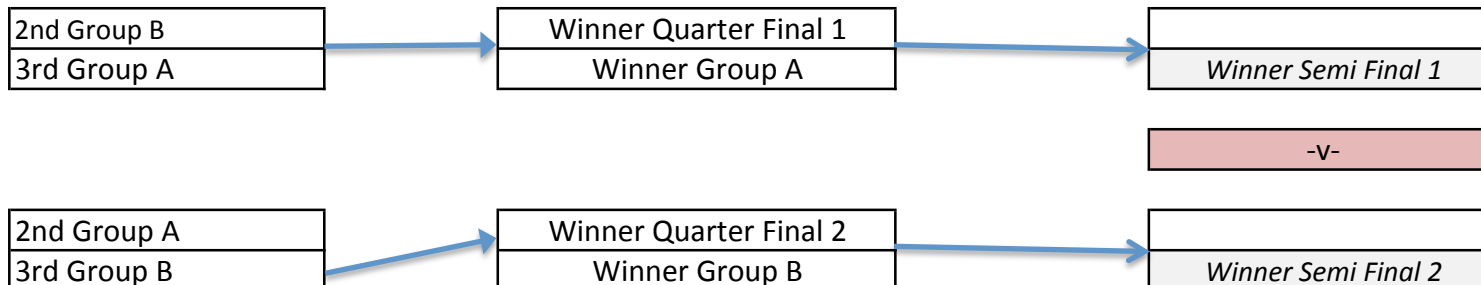 2nd Group B
3rd Group A
Winner Quarter Final 1
Winner Group A
Winner Semi Final 1
-v-
2nd Group A
3rd Group B
Winner Quarter Final 2
Winner Group B
Winner Semi Final 2